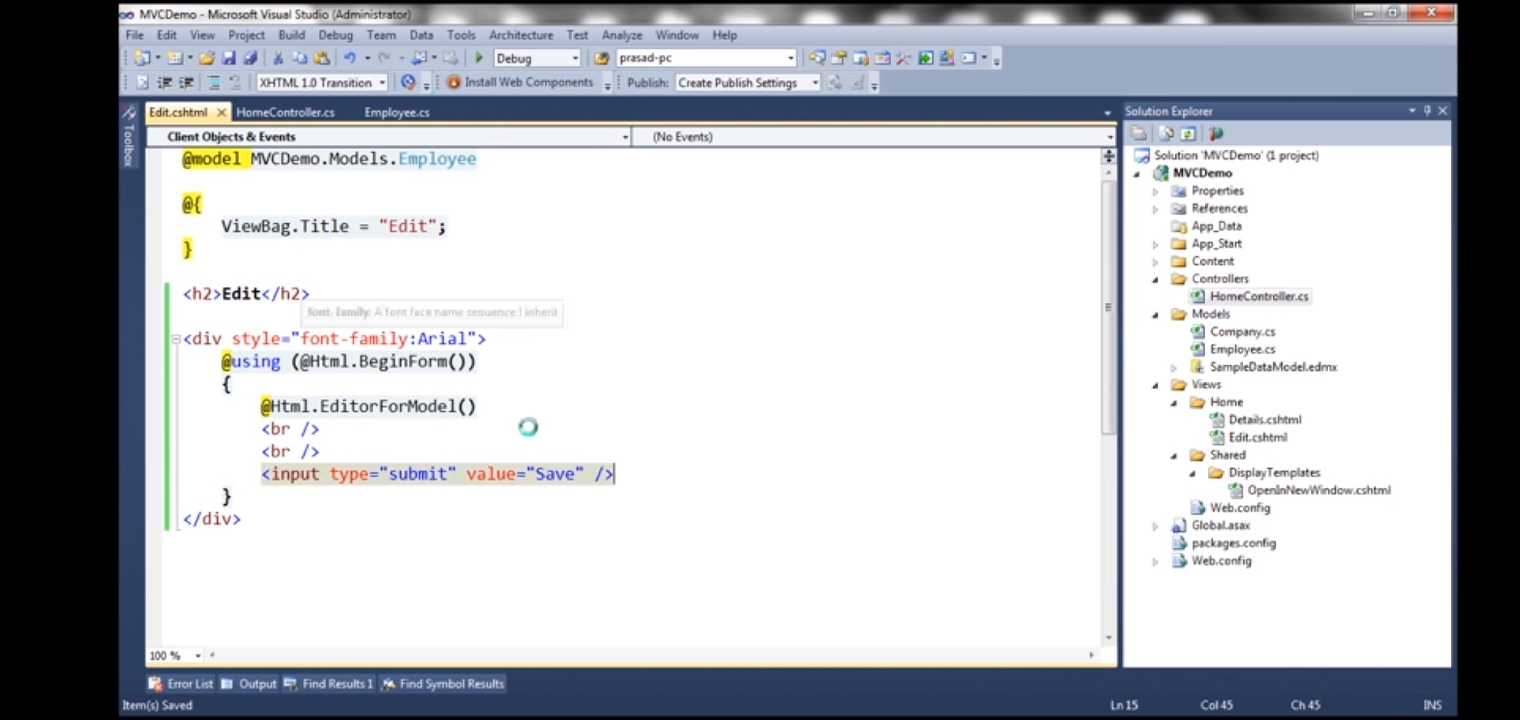 MVCDemo - Microsoft Visual Studio (Administrator)
File Edit View Project Build Debug Team Data Tools Architecture Test Analyze Window Help
Debug prasad-pc
XHTML 1.0 Transition Install Web Components Publish: Create Publish Settings
Edit.cshtml HomeController.cs Employee.cs
Toolbox
Client Objects & Events (No Events)
@model MVCDemo.Models.Employee
@{
ViewBag.Title = "Edit";
}
<h2>Edit</h2>
font-family: A font face name sequence | inherit
<div style="font-family:Arial">
@using (@Html.BeginForm())
{
@Html.EditorForModel()
<br />
<br />
<input type="submit" value="Save" />
}
</div>
100 %
Solution Explorer
Solution 'MVCDemo' (1 project)
MVCDemo
Properties
References
App_Data
App_Start
Content
Controllers
HomeController.cs
Models
Company.cs
Employee.cs
SampleDataModel.edmx
Views
Home
Details.cshtml
Edit.cshtml
Shared
DisplayTemplates
OpenInNewWindow.cshtml
Web.config
Global.asax
packages.config
Web.config
Error List Output Find Results 1 Find Symbol Results
Item(s) Saved Ln 15 Col 45 Ch 45 INS